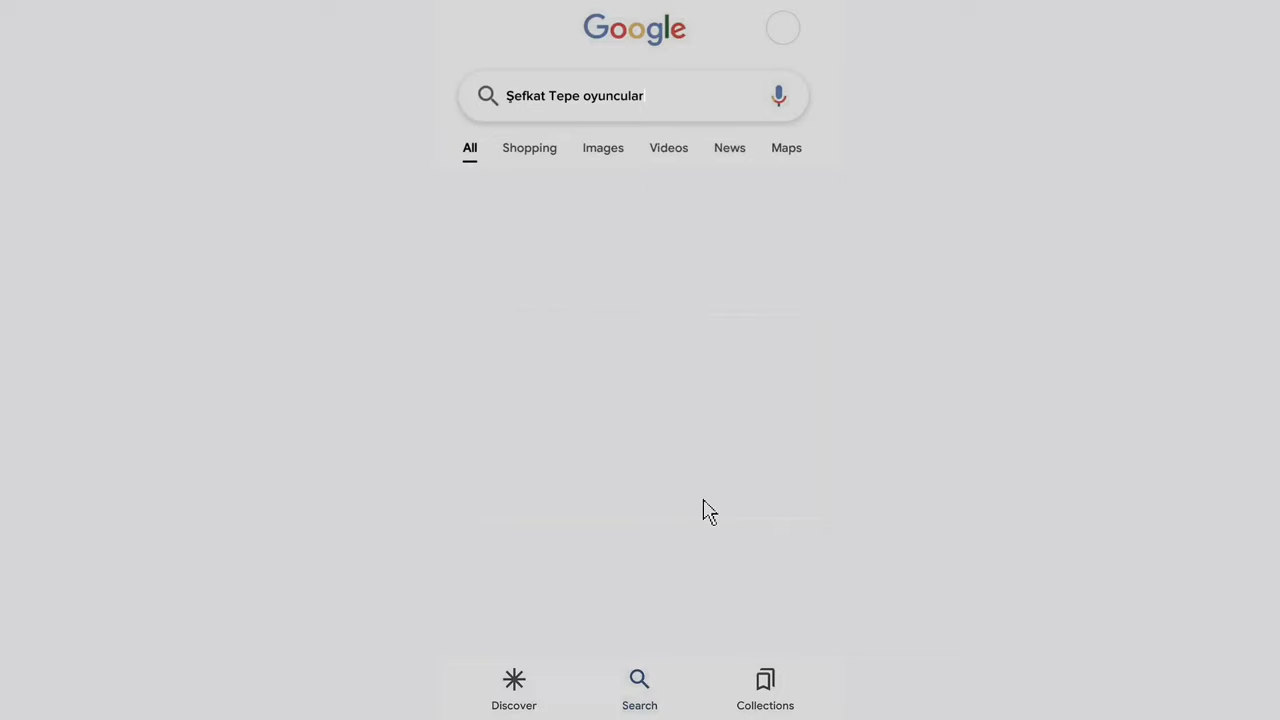 Google
Şefkat Tepe oyuncular
All Shopping Images Videos News Maps
Discover Search Collections